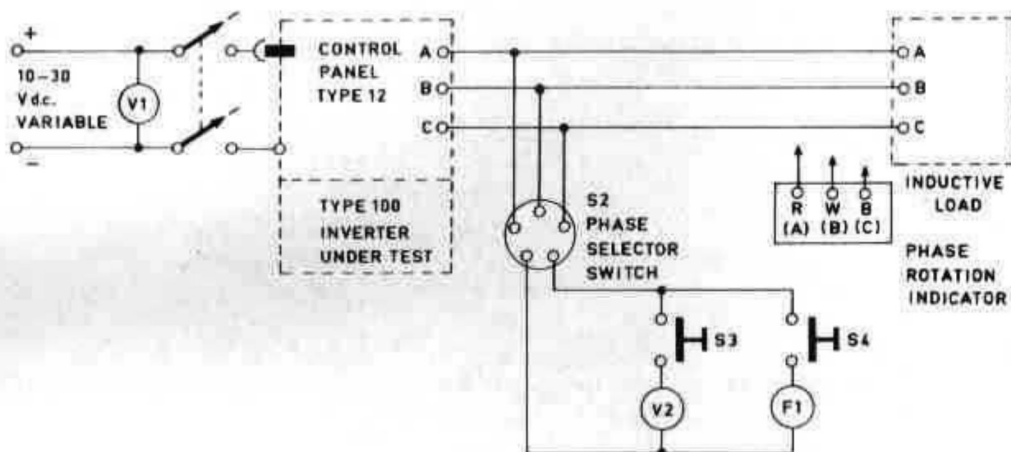 +
10-30
V d.c.
VARIABLE
−
V1
CONTROL
PANEL
TYPE 12
A
B
C
TYPE 100
INVERTER
UNDER TEST
A
B
C
INDUCTIVE
LOAD
R W B
(A) (B) (C)
PHASE
ROTATION
INDICATOR
S2
PHASE
SELECTOR
SWITCH
S3
S4
V2
F1